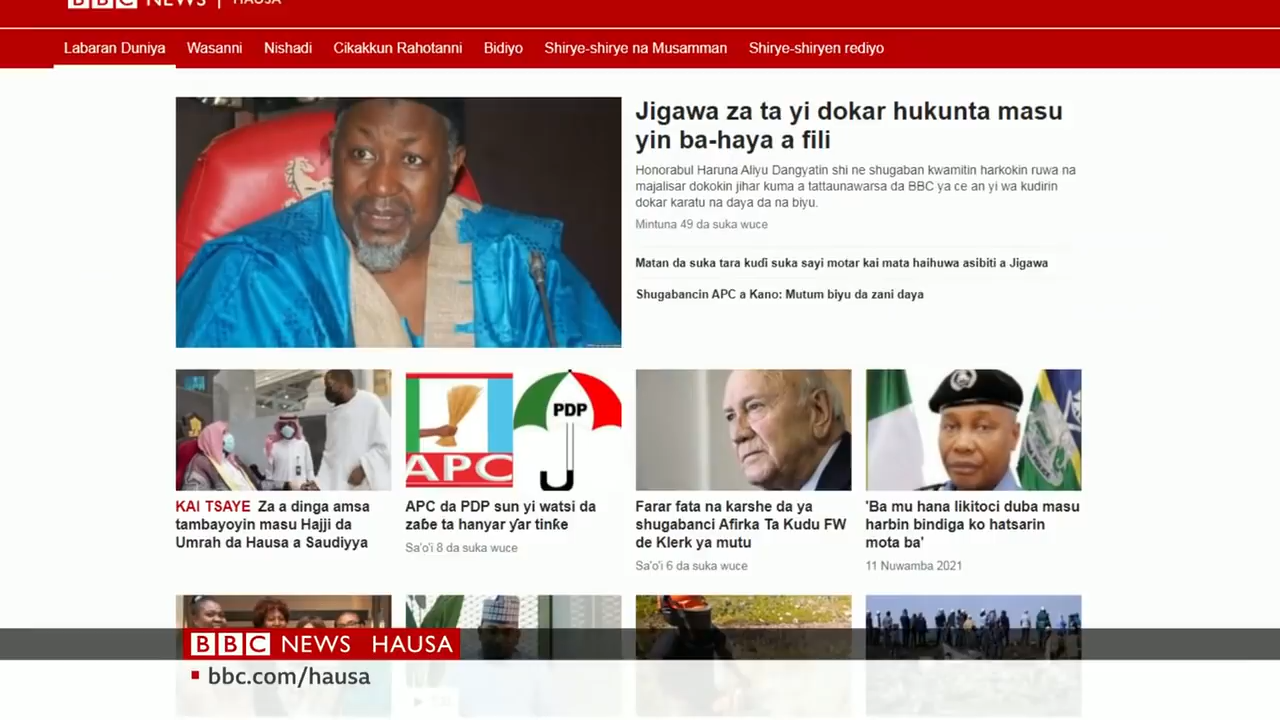 BBC NEWS | HAUSA
Labaran Duniya Wasanni Nishadi Cikakkun Rahotanni Bidiyo Shirye-shirye na Musamman Shirye-shiryen rediyo
Jigawa za ta yi dokar hukunta masu
yin ba-haya a fili
Honorabul Haruna Aliyu Dangyatin shi ne shugaban kwamitin harkokin ruwa na
majalisar dokokin jihar kuma a tattaunawarsa da BBC ya ce an yi wa kudirin
dokar karatu na daya da na biyu.
Mintuna 49 da suka wuce
Matan da suka tara kuɗi suka sayi motar kai mata haihuwa asibiti a Jigawa
Shugabancin APC a Kano: Mutum biyu da zani daya
APC
PDP
KAI TSAYE Za a dinga amsa
tambayoyin masu Hajji da
Umrah da Hausa a Saudiyya
APC da PDP sun yi watsi da
zaɓe ta hanyar ƴar tinƙe
Sa'o'i 8 da suka wuce
Farar fata na karshe da ya
shugabanci Afirka Ta Kudu FW
de Klerk ya mutu
Sa'o'i 6 da suka wuce
'Ba mu hana likitoci duba masu
harbin bindiga ko hatsarin
mota ba'
11 Nuwamba 2021
BBC NEWS HAUSA
bbc.com/hausa